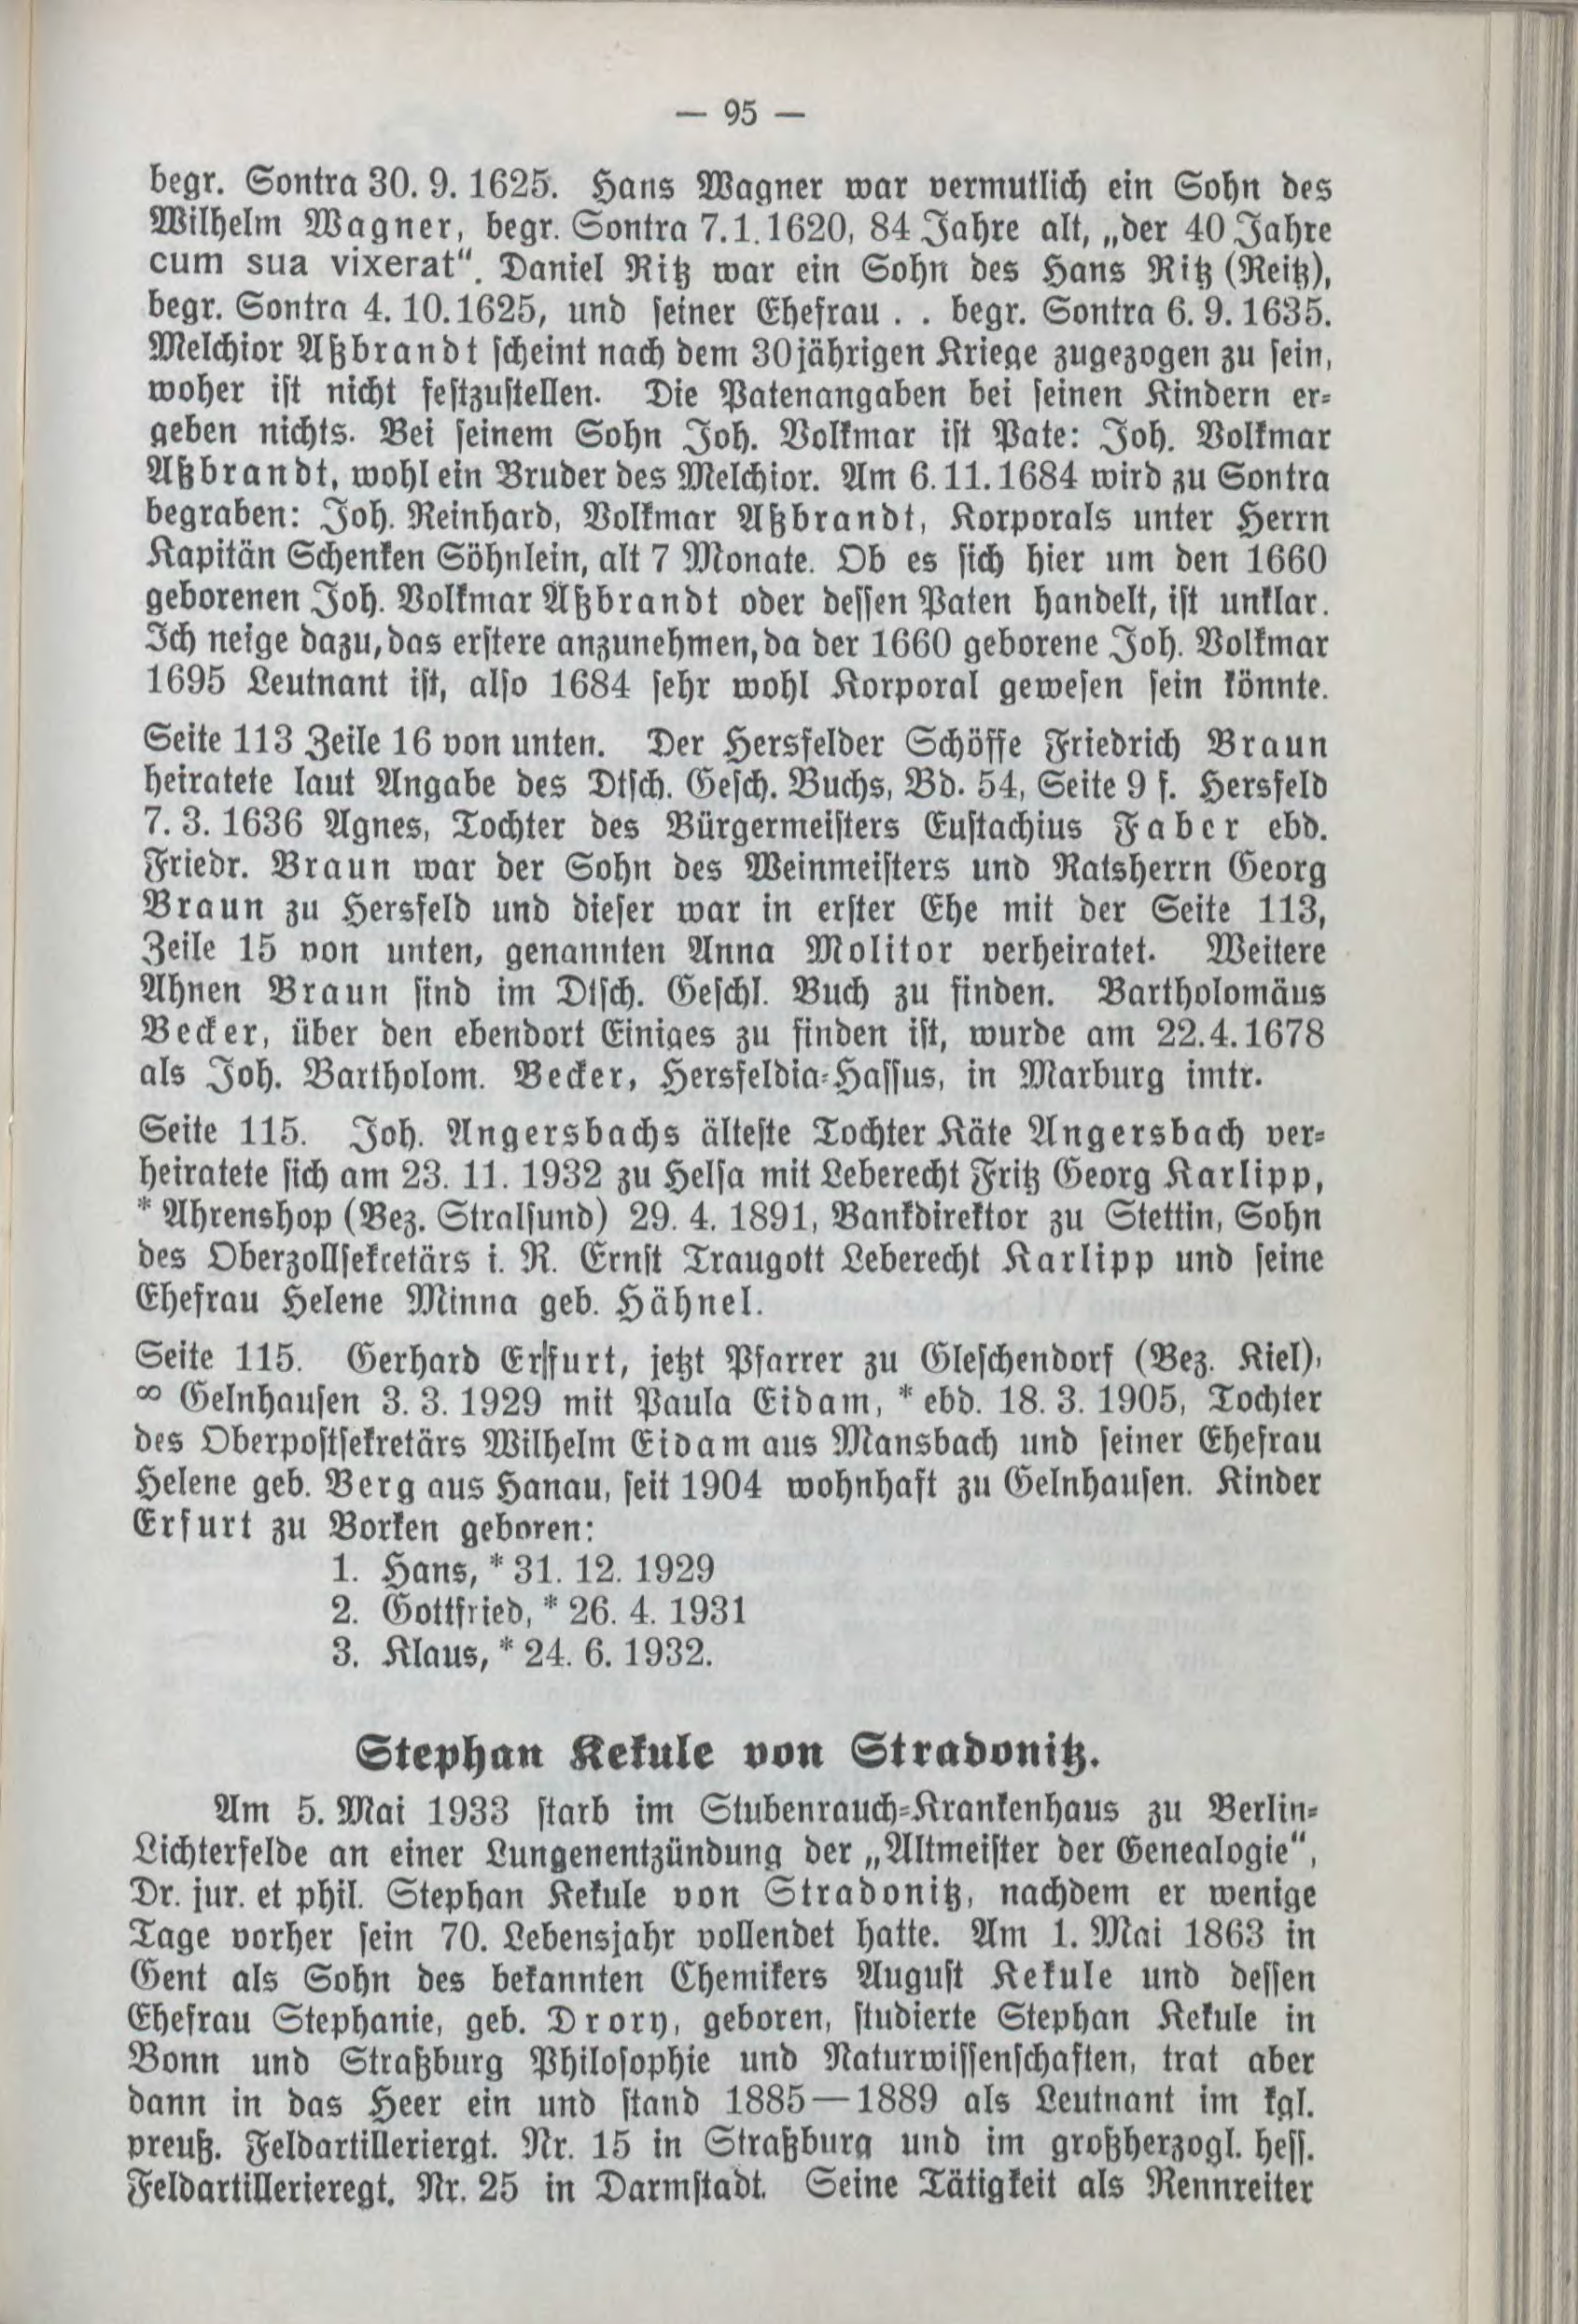 — 95 —
begr. Sontra 30. 9. 1625. Hans Wagner war vermutlich ein Sohn des
Wilhelm Wagner, begr. Sontra 7. 1. 1620, 84 Jahre alt, „der 40 Jahre
cum sua vixerat“. Daniel Ritz war ein Sohn des Hans Ritz (Reitz),
begr. Sontra 4. 10. 1625, und seiner Ehefrau . . begr. Sontra 6. 9. 1635.
Melchior Aßbrandt scheint nach dem 30jährigen Kriege zugezogen zu sein,
woher ist nicht festzustellen. Die Patenangaben bei seinen Kindern er-
geben nichts. Bei seinem Sohn Joh. Volkmar ist Pate: Joh. Volkmar
Aßbrandt, wohl ein Bruder des Melchior. Am 6. 11. 1684 wird zu Sontra
begraben: Joh. Reinhard, Volkmar Aßbrandt, Korporals unter Herrn
Kapitän Schenken Söhnlein, alt 7 Monate. Ob es sich hier um den 1660
geborenen Joh. Volkmar Aßbrandt oder dessen Paten handelt, ist unklar.
Ich neige dazu, das erstere anzunehmen, da der 1660 geborene Joh. Volkmar
1695 Leutnant ist, also 1684 sehr wohl Korporal gewesen sein könnte.
Seite 113 Zeile 16 von unten. Der Hersfelder Schöffe Friedrich Braun
heiratete laut Angabe des Dtsch. Gesch. Buchs, Bd. 54, Seite 9 f. Hersfeld
7. 3. 1636 Agnes, Tochter des Bürgermeisters Eustachius Faber ebd.
Friedr. Braun war der Sohn des Weinmeisters und Ratsherrn Georg
Braun zu Hersfeld und dieser war in erster Ehe mit der Seite 113,
Zeile 15 von unten, genannten Anna Molitor verheiratet. Weitere
Ahnen Braun sind im Dtsch. Geschl. Buch zu finden. Bartholomäus
Becker, über den ebendort Einiges zu finden ist, wurde am 22. 4. 1678
als Joh. Bartholom. Becker, Hersfeldia-Hassus, in Marburg imtr.
Seite 115. Joh. Angersbachs älteste Tochter Käte Angersbach ver-
heiratete sich am 23. 11. 1932 zu Helsa mit Leberecht Fritz Georg Karlipp,
* Ahrenshop (Bez. Stralsund) 29. 4. 1891, Bankdirektor zu Stettin, Sohn
des Oberzollsekretärs i. R. Ernst Traugott Leberecht Karlipp und seine
Ehefrau Helene Minna geb. Hähnel.
Seite 115. Gerhard Erffurt, jetzt Pfarrer zu Gleschendorf (Bez. Kiel),
∞ Gelnhausen 3. 3. 1929 mit Paula Eidam, * ebd. 18. 3. 1905, Tochter
des Oberpostsekretärs Wilhelm Eidam aus Mansbach und seiner Ehefrau
Helene geb. Berg aus Hanau, seit 1904 wohnhaft zu Gelnhausen. Kinder
Erfurt zu Borken geboren:
1. Hans, * 31. 12. 1929
2. Gottfried, * 26. 4. 1931
3. Klaus, * 24. 6. 1932.
Stephan Kekule von Stradonitz.
Am 5. Mai 1933 starb im Stubenrauch-Krankenhaus zu Berlin-
Lichterfelde an einer Lungenentzündung der „Altmeister der Genealogie“,
Dr. jur. et phil. Stephan Kekule von Stradonitz, nachdem er wenige
Tage vorher sein 70. Lebensjahr vollendet hatte. Am 1. Mai 1863 in
Gent als Sohn des bekannten Chemikers August Kekule und dessen
Ehefrau Stephanie, geb. Drory, geboren, studierte Stephan Kekule in
Bonn und Straßburg Philosophie und Naturwissenschaften, trat aber
dann in das Heer ein und stand 1885—1889 als Leutnant im kgl.
preuß. Feldartilleriergt. Nr. 15 in Straßburg und im großherzogl. hess.
Feldartillerieregt. Nr. 25 in Darmstadt. Seine Tätigkeit als Rennreiter